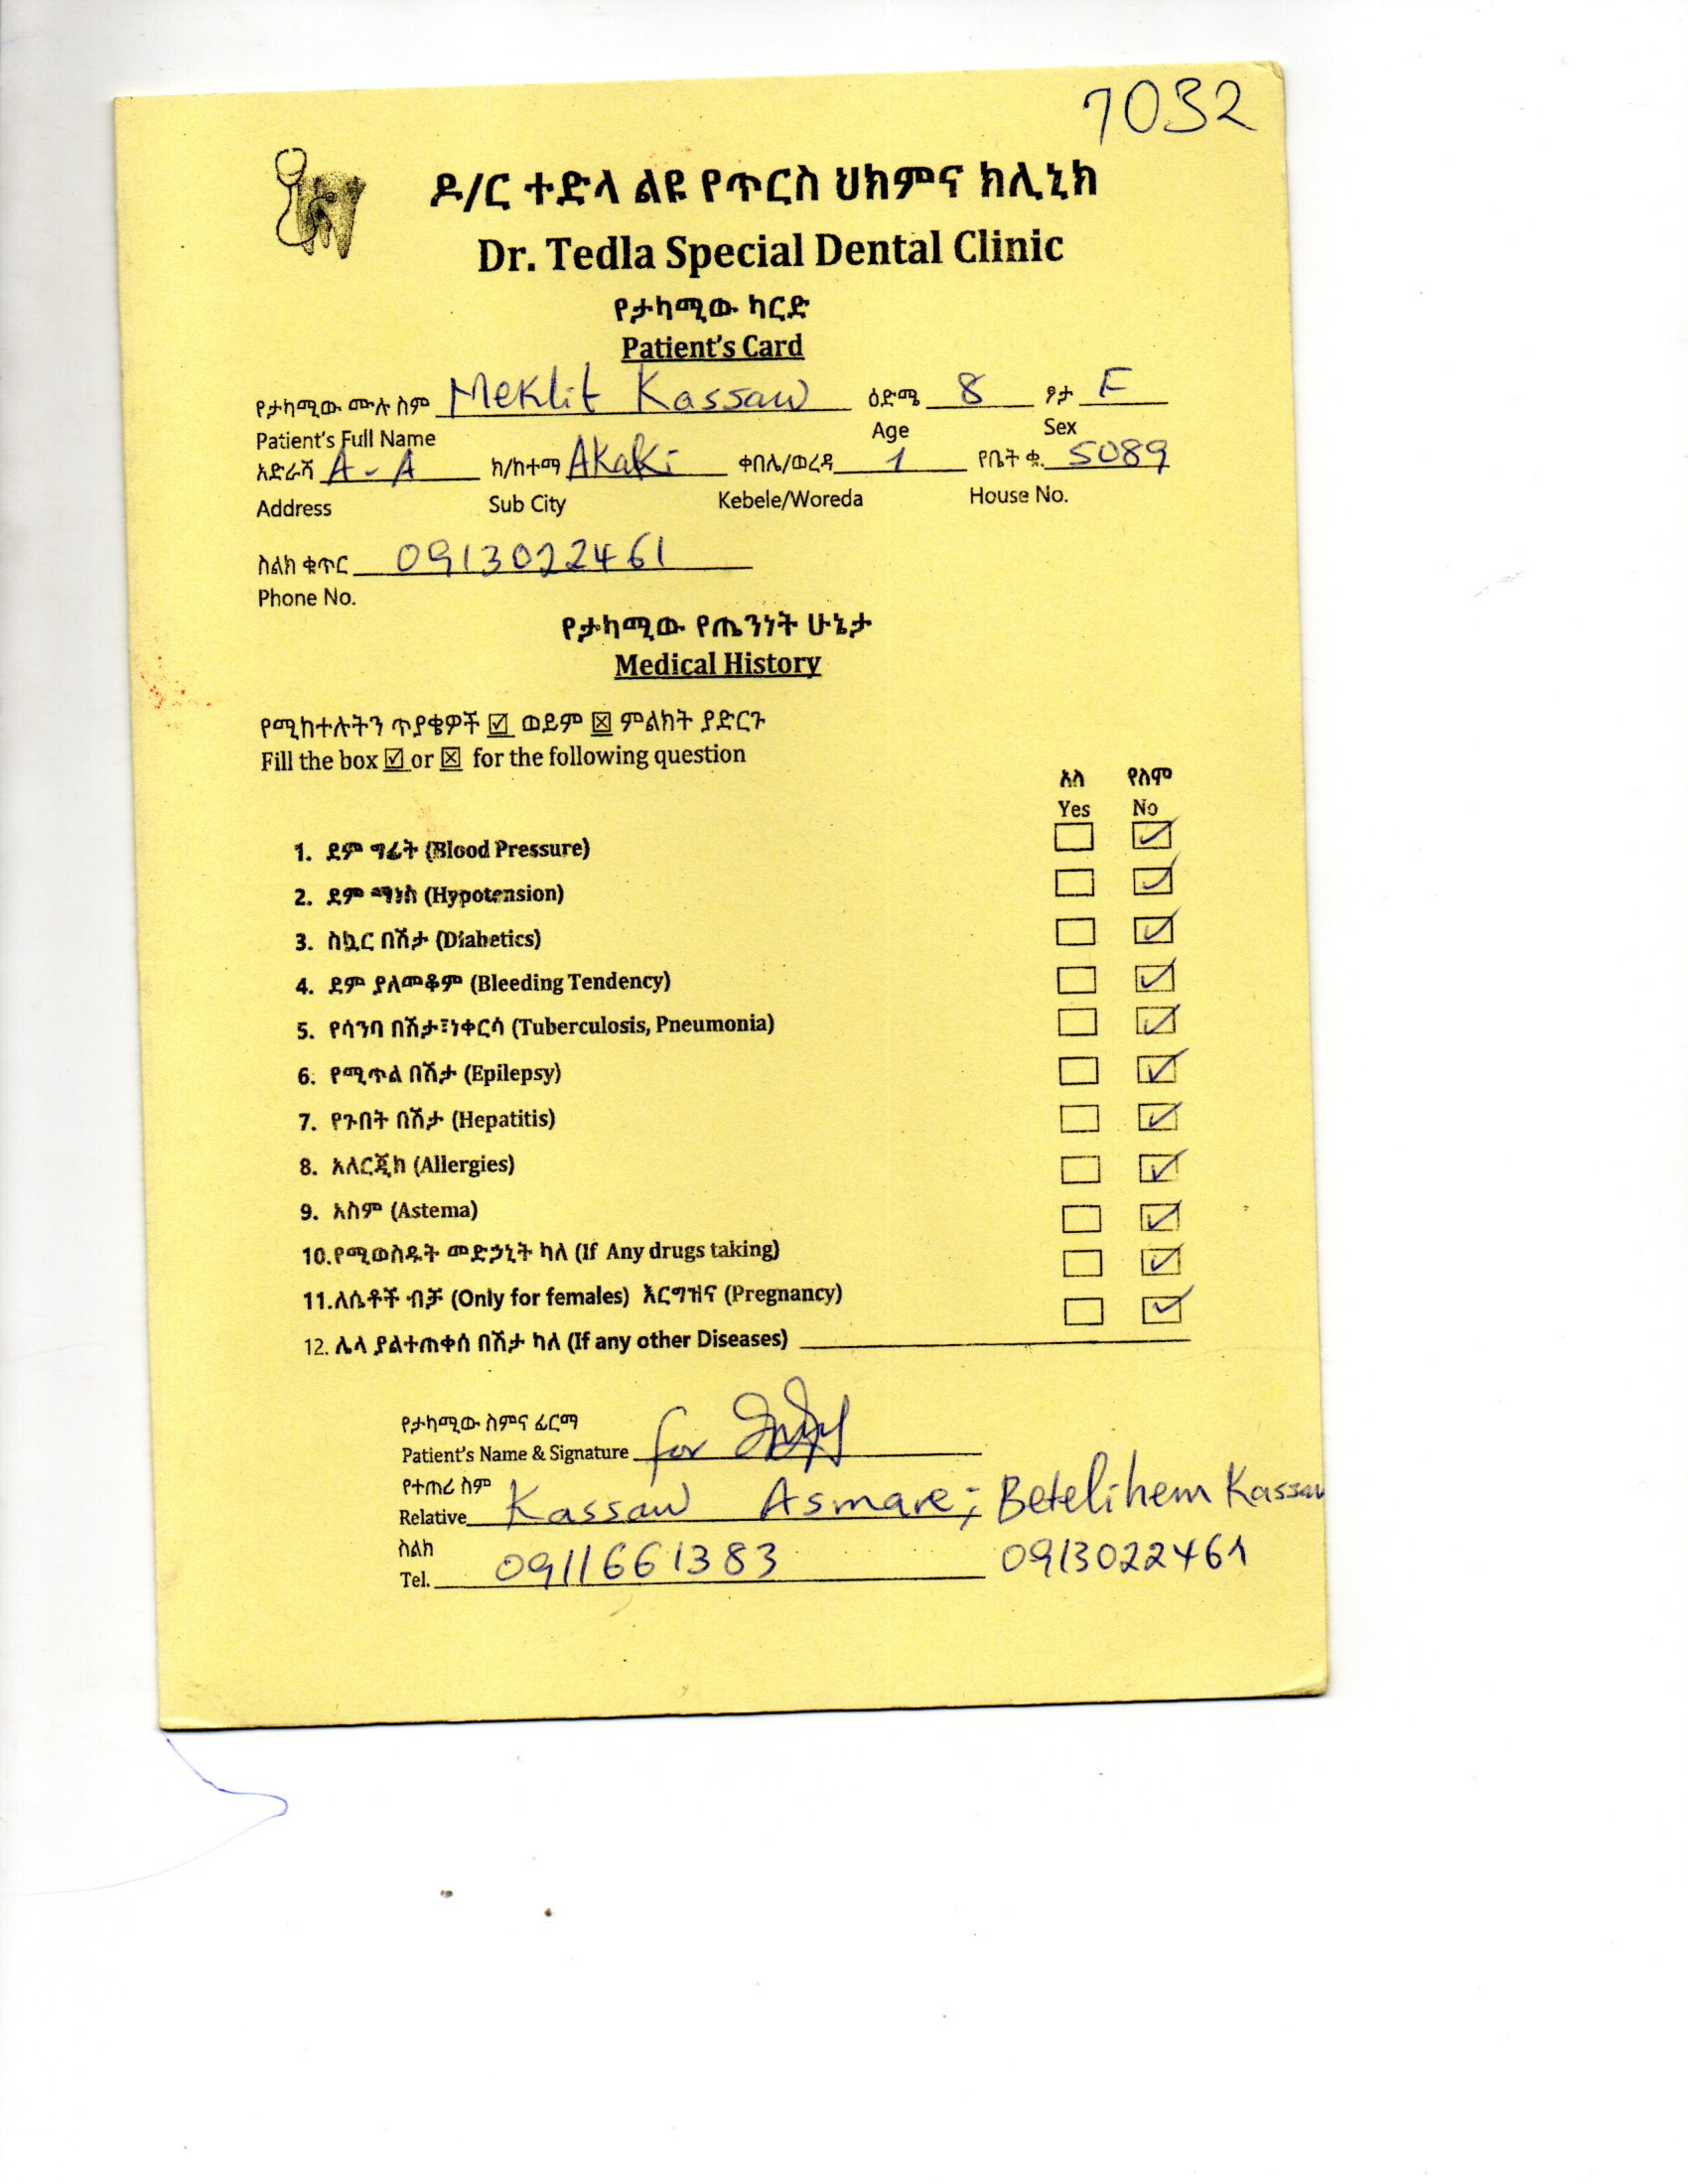 7032
ዶ/ር ተድላ ልዩ የጥርስ ህክምና ክሊኒክ
Dr. Tedla Special Dental Clinic
የታካሚው ካርድ
Patient's Card
የታካሚው ሙሉ ስም Meklit Kassaw ዕድሜ 8 ፆታ F
Patient's Full Name Age Sex
አድራሻ A-A ክ/ከተማ Akaki ቀበሌ/ወረዳ 1 የቤት ቁ. 5089
Address Sub City Kebele/Woreda House No.
ስልክ ቁጥር 0913022461
Phone No.
የታካሚው የጤንነት ሁኔታ
Medical History
የሚከተሉትን ጥያቄዎች ☑ ወይም ☒ ምልክት ያድርጉ
Fill the box ☑ or ☒ for the following question
አለ የለም
Yes No
1. ደም ግፊት (Blood Pressure) ☐ ☑
2. ደም ማነስ (Hypotension) ☐ ☑
3. ስኳር በሽታ (Diabetics) ☐ ☑
4. ደም ያለመቆም (Bleeding Tendency) ☐ ☑
5. የሳንባ በሽታ፣ነቀርሳ (Tuberculosis, Pneumonia) ☐ ☑
6. የሚጥል በሽታ (Epilepsy) ☐ ☑
7. የጉበት በሽታ (Hepatitis) ☐ ☑
8. አለርጂክ (Allergies) ☐ ☑
9. አስም (Astema) ☐ ☑
10.የሚወስዱት መድኃኒት ካለ (If Any drugs taking) ☐ ☑
11.ለሴቶች ብቻ (Only for females) እርግዝና (Pregnancy) ☐ ☑
12. ሌላ ያልተጠቀሰ በሽታ ካለ (If any other Diseases)
የታካሚው ስምና ፊርማ
Patient's Name & Signature for
የተጠሪ ስም
Relative Kassaw Asmare; Betelihem Kassaw
ስልክ
Tel. 0911661383 0913022461